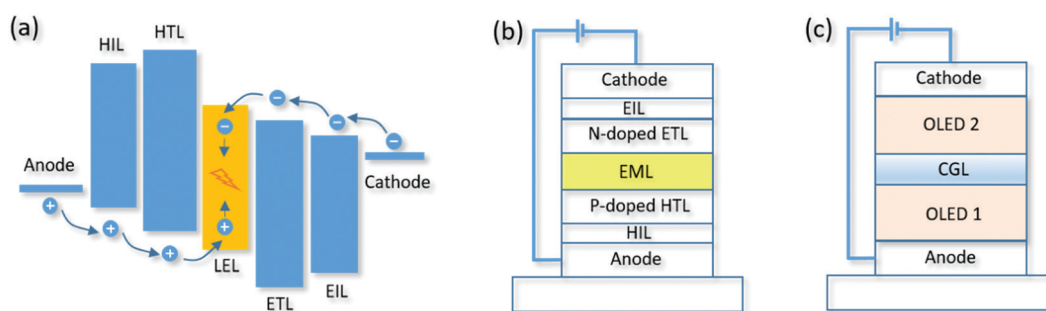 (a)
HIL
HTL
Anode
Cathode
LEL
ETL
EIL
(b)
Cathode
EIL
N-doped ETL
EML
P-doped HTL
HIL
Anode
(c)
Cathode
OLED 2
CGL
OLED 1
Anode